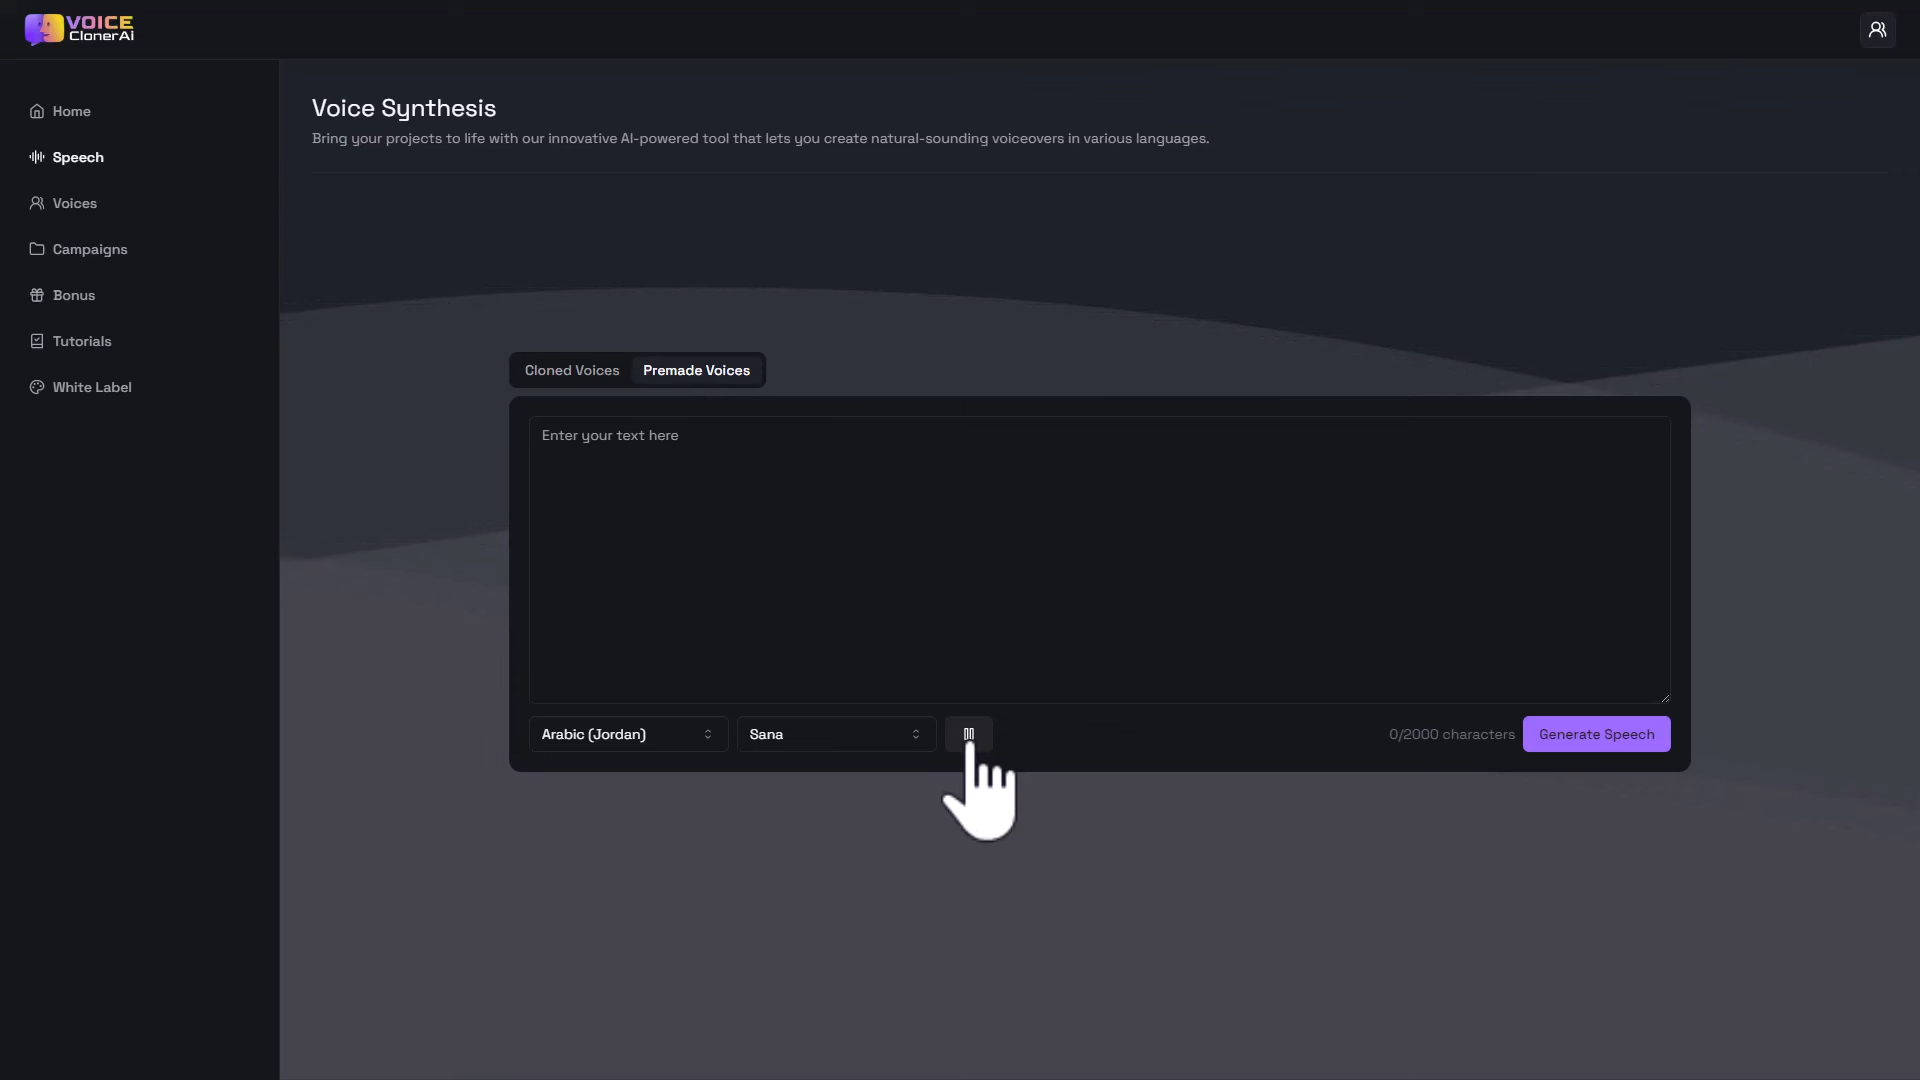 VOICE
ClonerAi
Home
Speech
Voices
Campaigns
Bonus
Tutorials
White Label
Voice Synthesis
Bring your projects to life with our innovative AI-powered tool that lets you create natural-sounding voiceovers in various languages.
Cloned Voices
Premade Voices
Enter your text here
Arabic (Jordan)
Sana
0/2000 characters
Generate Speech